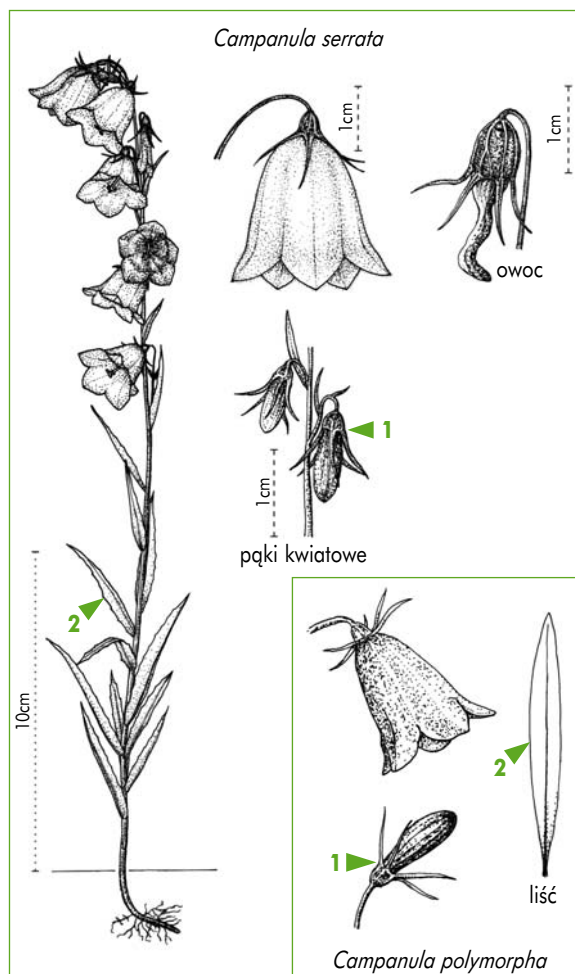 Campanula serrata
1cm
1cm
owoc
1
1cm
pąki kwiatowe
2
10cm
2
1
liść
Campanula polymorpha